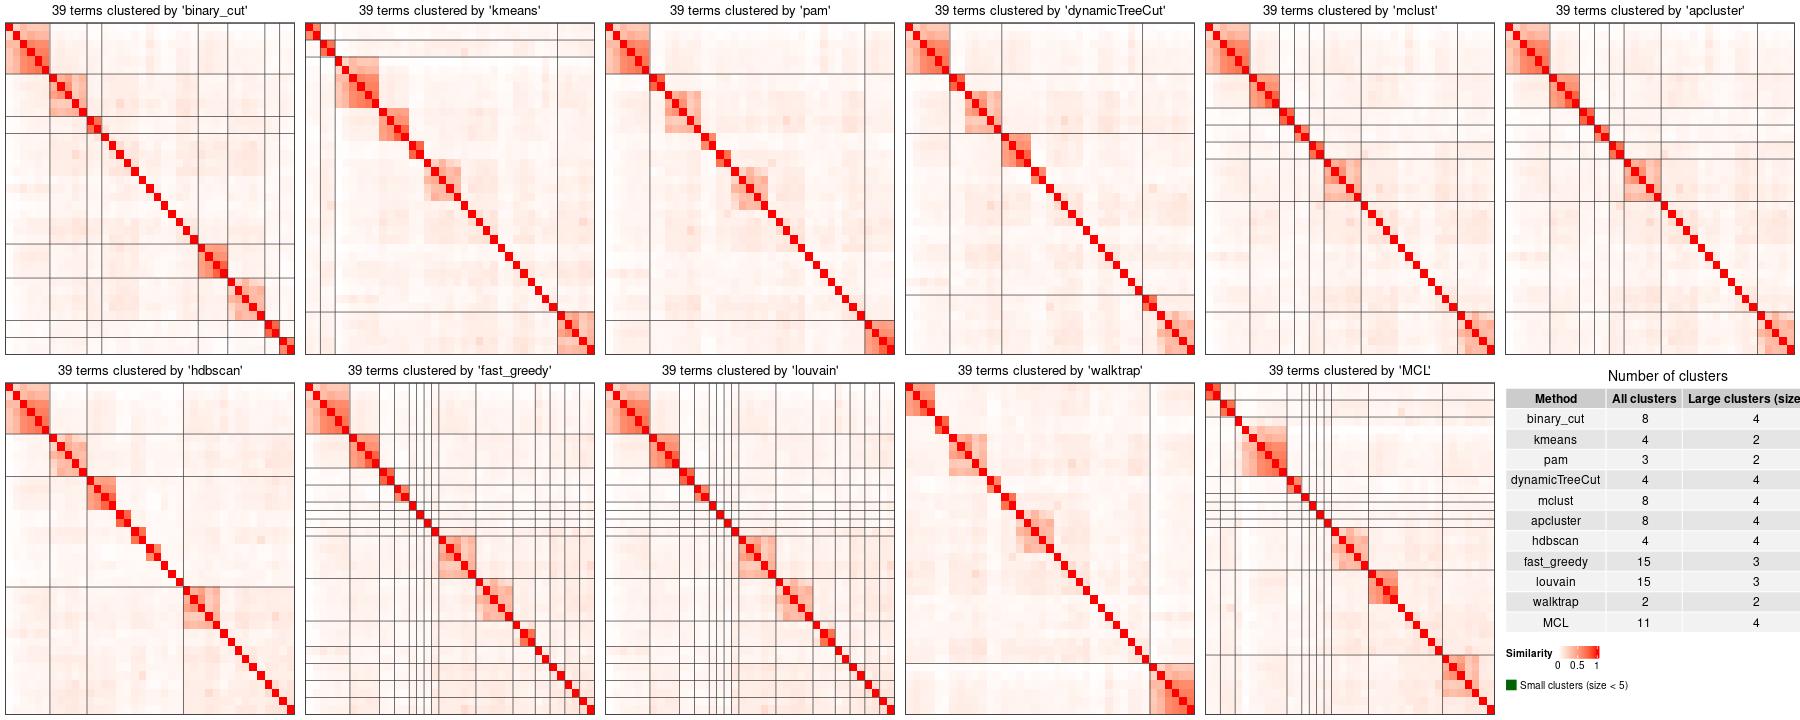 39 terms clustered by 'binary_cut'
39 terms clustered by 'kmeans'
39 terms clustered by 'pam'
39 terms clustered by 'dynamicTreeCut'
39 terms clustered by 'mclust'
39 terms clustered by 'apcluster'
39 terms clustered by 'hdbscan'
39 terms clustered by 'fast_greedy'
39 terms clustered by 'louvain'
39 terms clustered by 'walktrap'
39 terms clustered by 'MCL'
Number of clusters
Method All clusters Large clusters (size
binary_cut 8 4
kmeans 4 2
pam 3 2
dynamicTreeCut 4 4
mclust 8 4
apcluster 8 4
hdbscan 4 4
fast_greedy 15 3
louvain 15 3
walktrap 2 2
MCL 11 4
Similarity
0 0.5 1
Small clusters (size < 5)